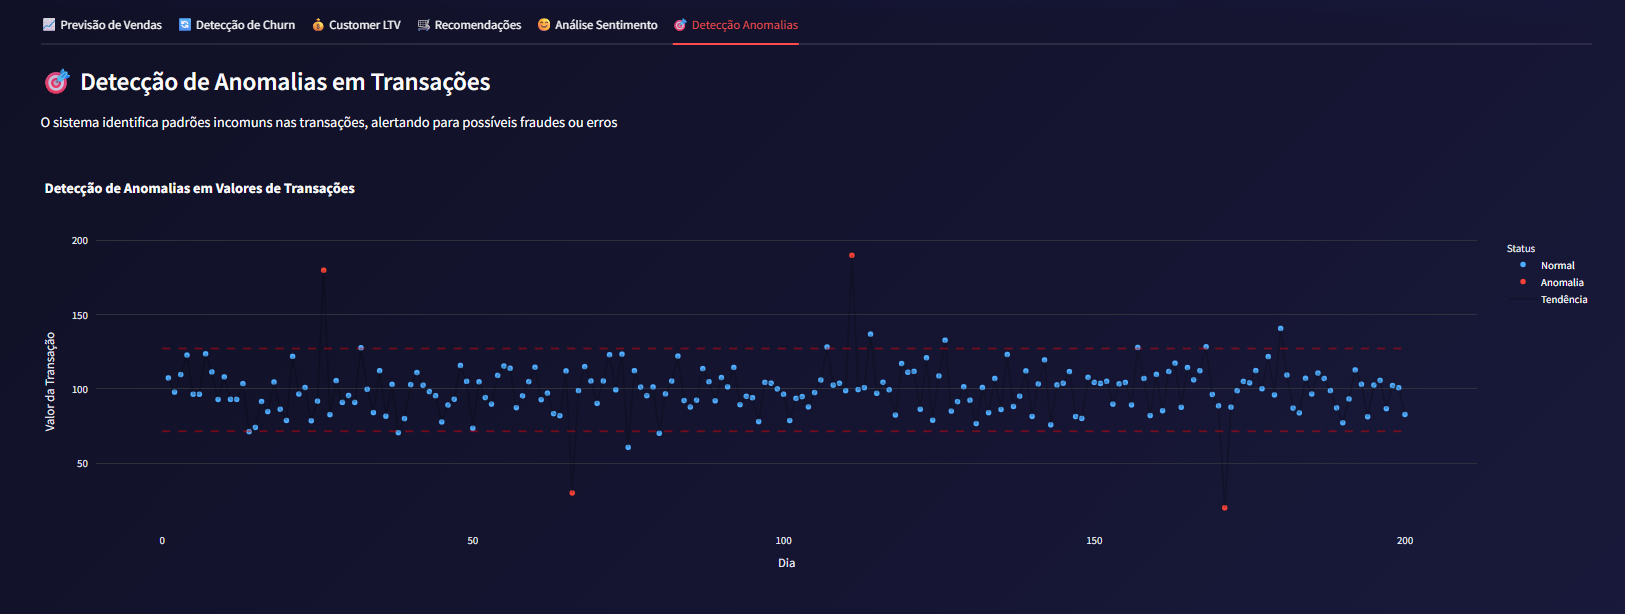 📈 Previsão de Vendas 🔄 Detecção de Churn 💰 Customer LTV 🛒 Recomendações 😊 Análise Sentimento 🎯 Detecção Anomalias
🎯 Detecção de Anomalias em Transações
O sistema identifica padrões incomuns nas transações, alertando para possíveis fraudes ou erros
Detecção de Anomalias em Valores de Transações
Valor da Transação
200
150
100
50
0 50 100 150 200
Dia
Status
Normal
Anomalia
Tendência